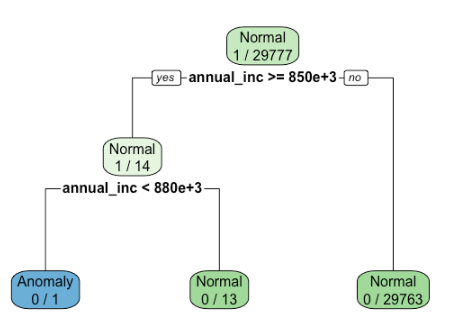 Normal
1 / 29777
yes annual_inc >= 850e+3 no
Normal
1 / 14
annual_inc < 880e+3
Anomaly
0 / 1
Normal
0 / 13
Normal
0 / 29763